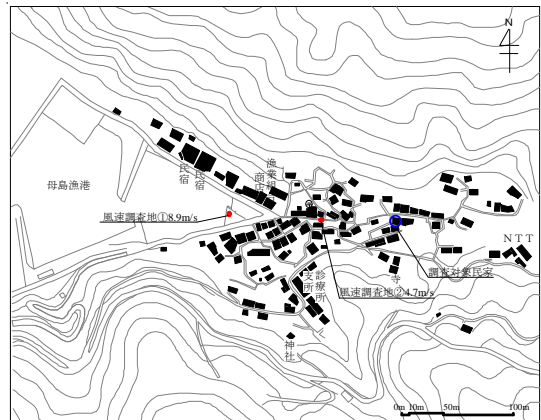 N
漁業組合
商店
民宿
民宿
母島漁港
風速調査地①8.9m/s
NTT
調査対象民家
寺
診療所
支所
風速調査地②4.7m/s
神社
0m 10m 50m 100m